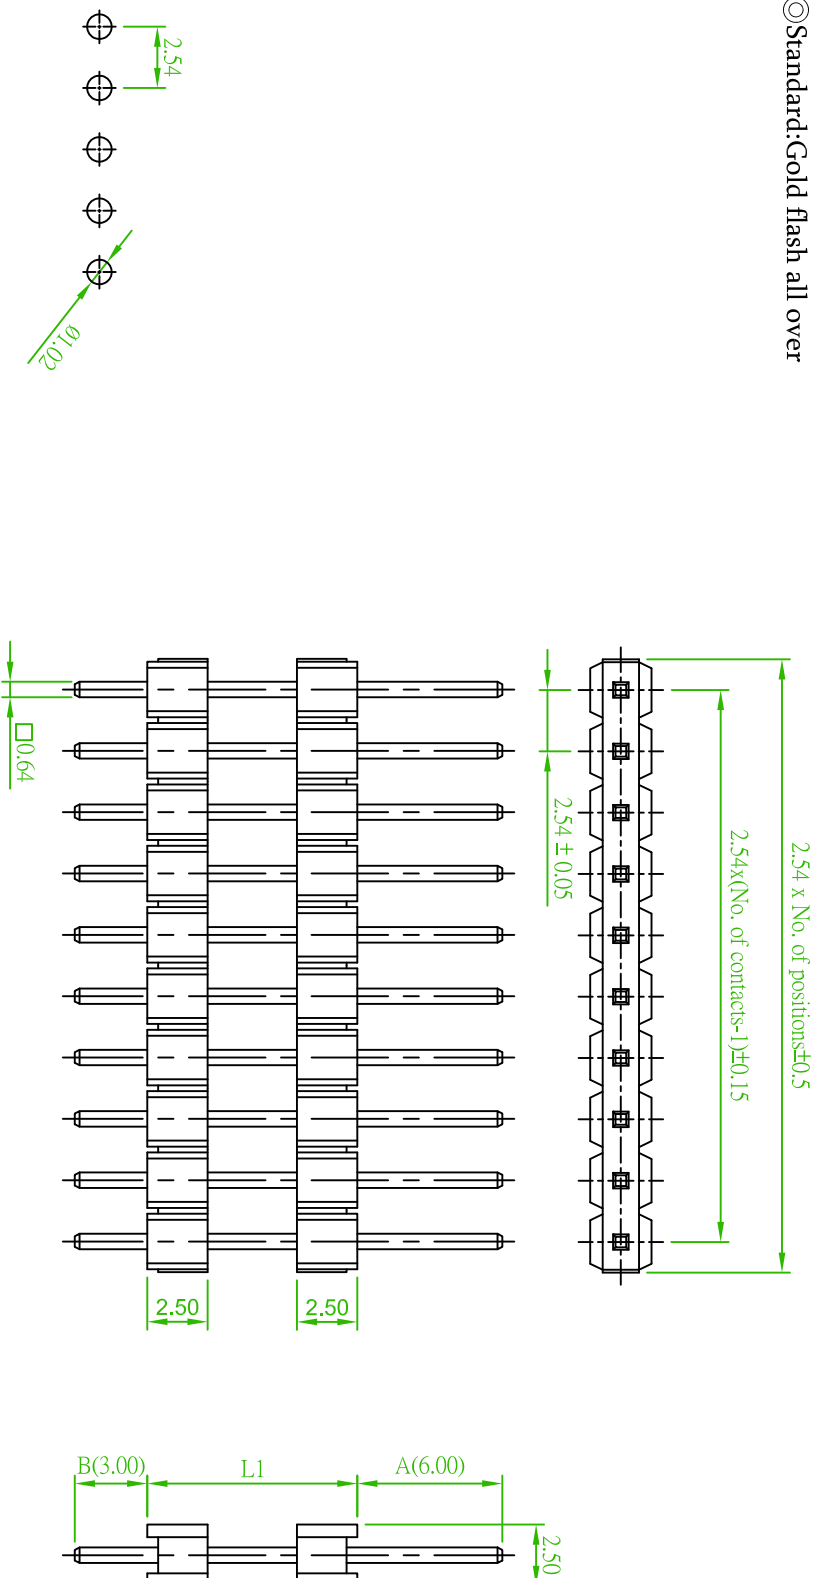 ◎Standard:Gold flash all over
2.54
Ø1.02
2.54 x No. of positions±0.5
2.54x(No. of contacts-1)±0.15
2.54 ± 0.05
□0.64
2.50
2.50
B(3.00)
L1
A(6.00)
2.50